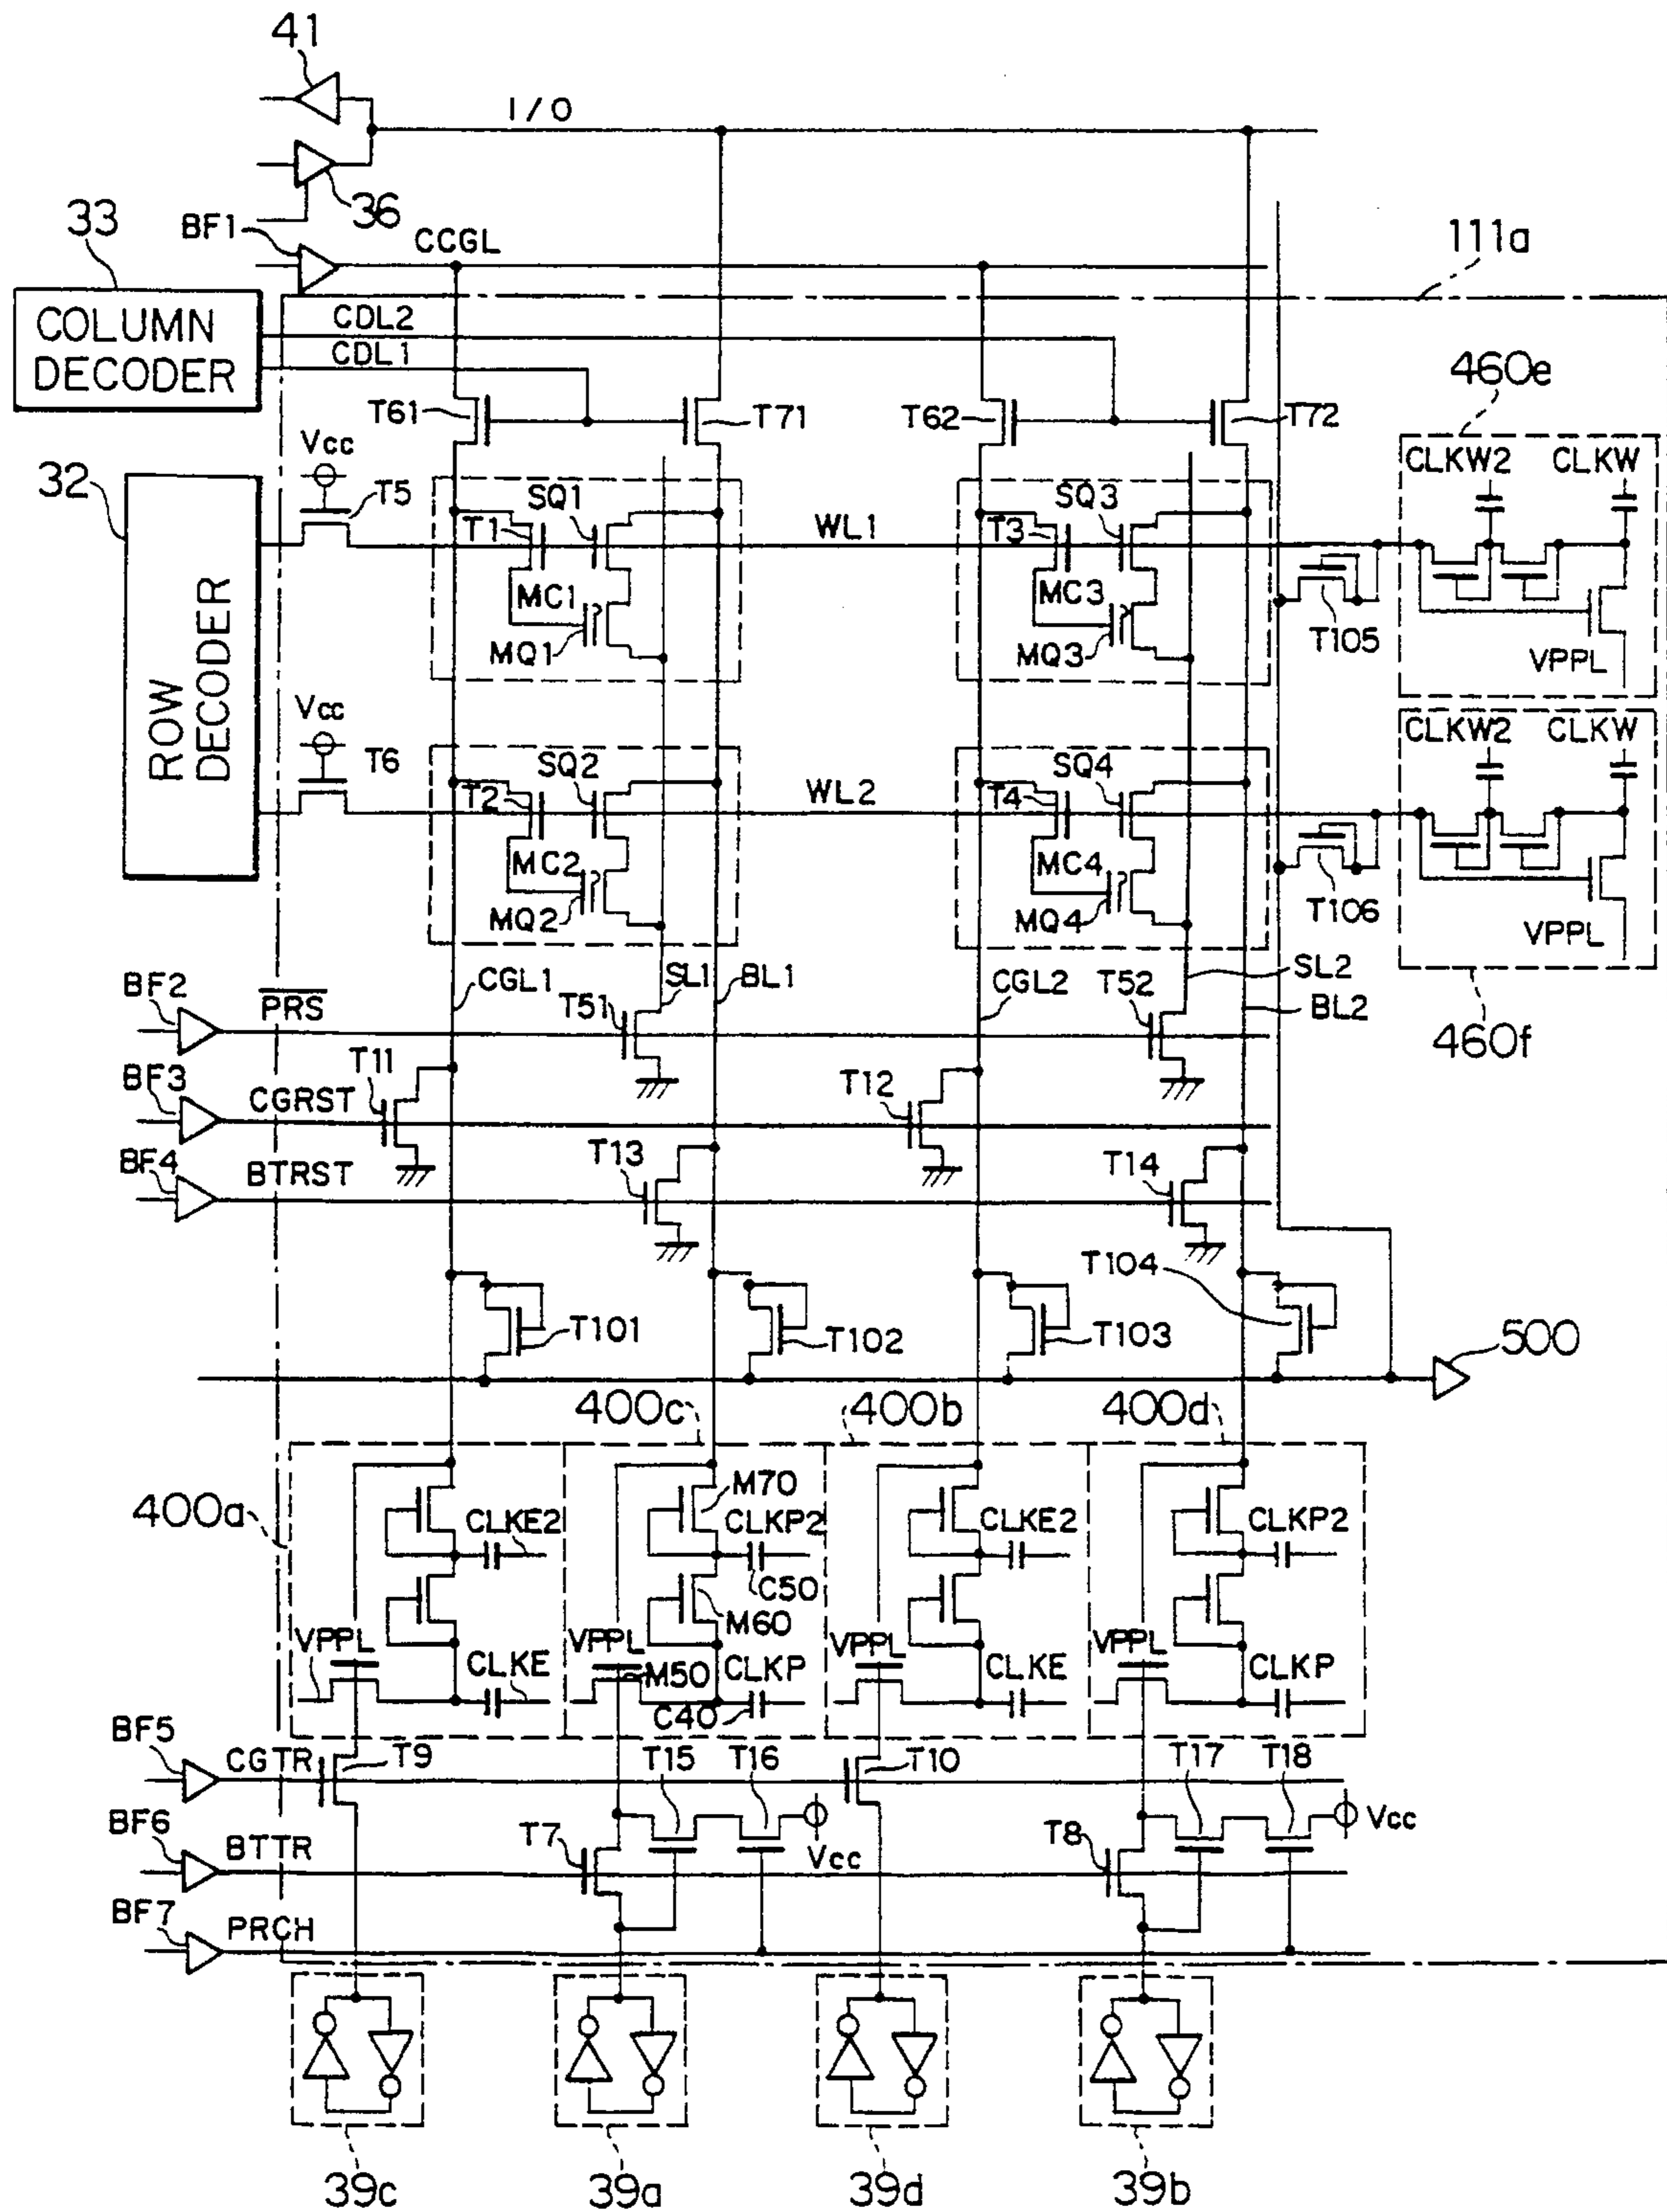 41
I/O
36
33
BF1
CCGL
111a
COLUMN
DECODER
CDL2
CDL1
T61
T71
T62
T72
460e
Vcc
32
T5
SQ1
T1
WL1
SQ3
T3
CLKW2
CLKW
MC1
MC3
MQ1
MQ3
T105
VPPL
ROW
DECODER
Vcc
T6
SQ2
T2
WL2
SQ4
T4
CLKW2
CLKW
MC2
MC4
MQ2
MQ4
T106
VPPL
BF2
PRS
CGL1
T51
SL1
BL1
CGL2
T52
SL2
BL2
460f
BF3
CGRST
T11
T12
BF4
BTRST
T13
T14
T104
T101
T102
T103
500
400c
400b
400d
400a
M70
CLKE2
CLKP2
CLKE2
CLKP2
C50
M60
VPPL
CLKE
VPPL
M50
CLKP
VPPL
CLKE
VPPL
CLKP
C40
BF5
CGTR
T9
T15
T16
T10
T17
T18
BF6
BTTR
T7
Vcc
T8
Vcc
BF7
PRCH
39c
39a
39d
39b